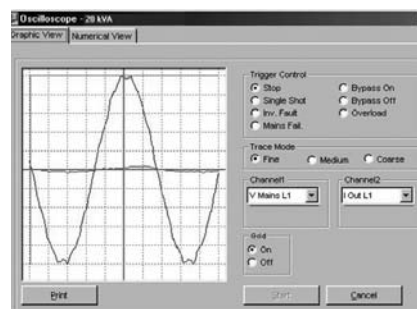 Oscilloscope - 20 kVA
Graphic View
Numerical View
Trigger Control
Stop
Bypass On
Single Shot
Bypass Off
Inv. Fault
Overload
Mains Fail.
Trace Mode
Fine
Medium
Coarse
Channel1
Channel2
V Mains L1
I Out L1
Grid
On
Off
Print
Start
Cancel